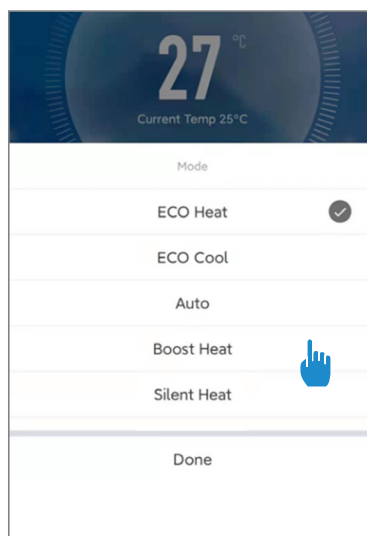 27 °C
Current Temp 25°C
Mode
ECO Heat
ECO Cool
Auto
Boost Heat
Silent Heat
Done